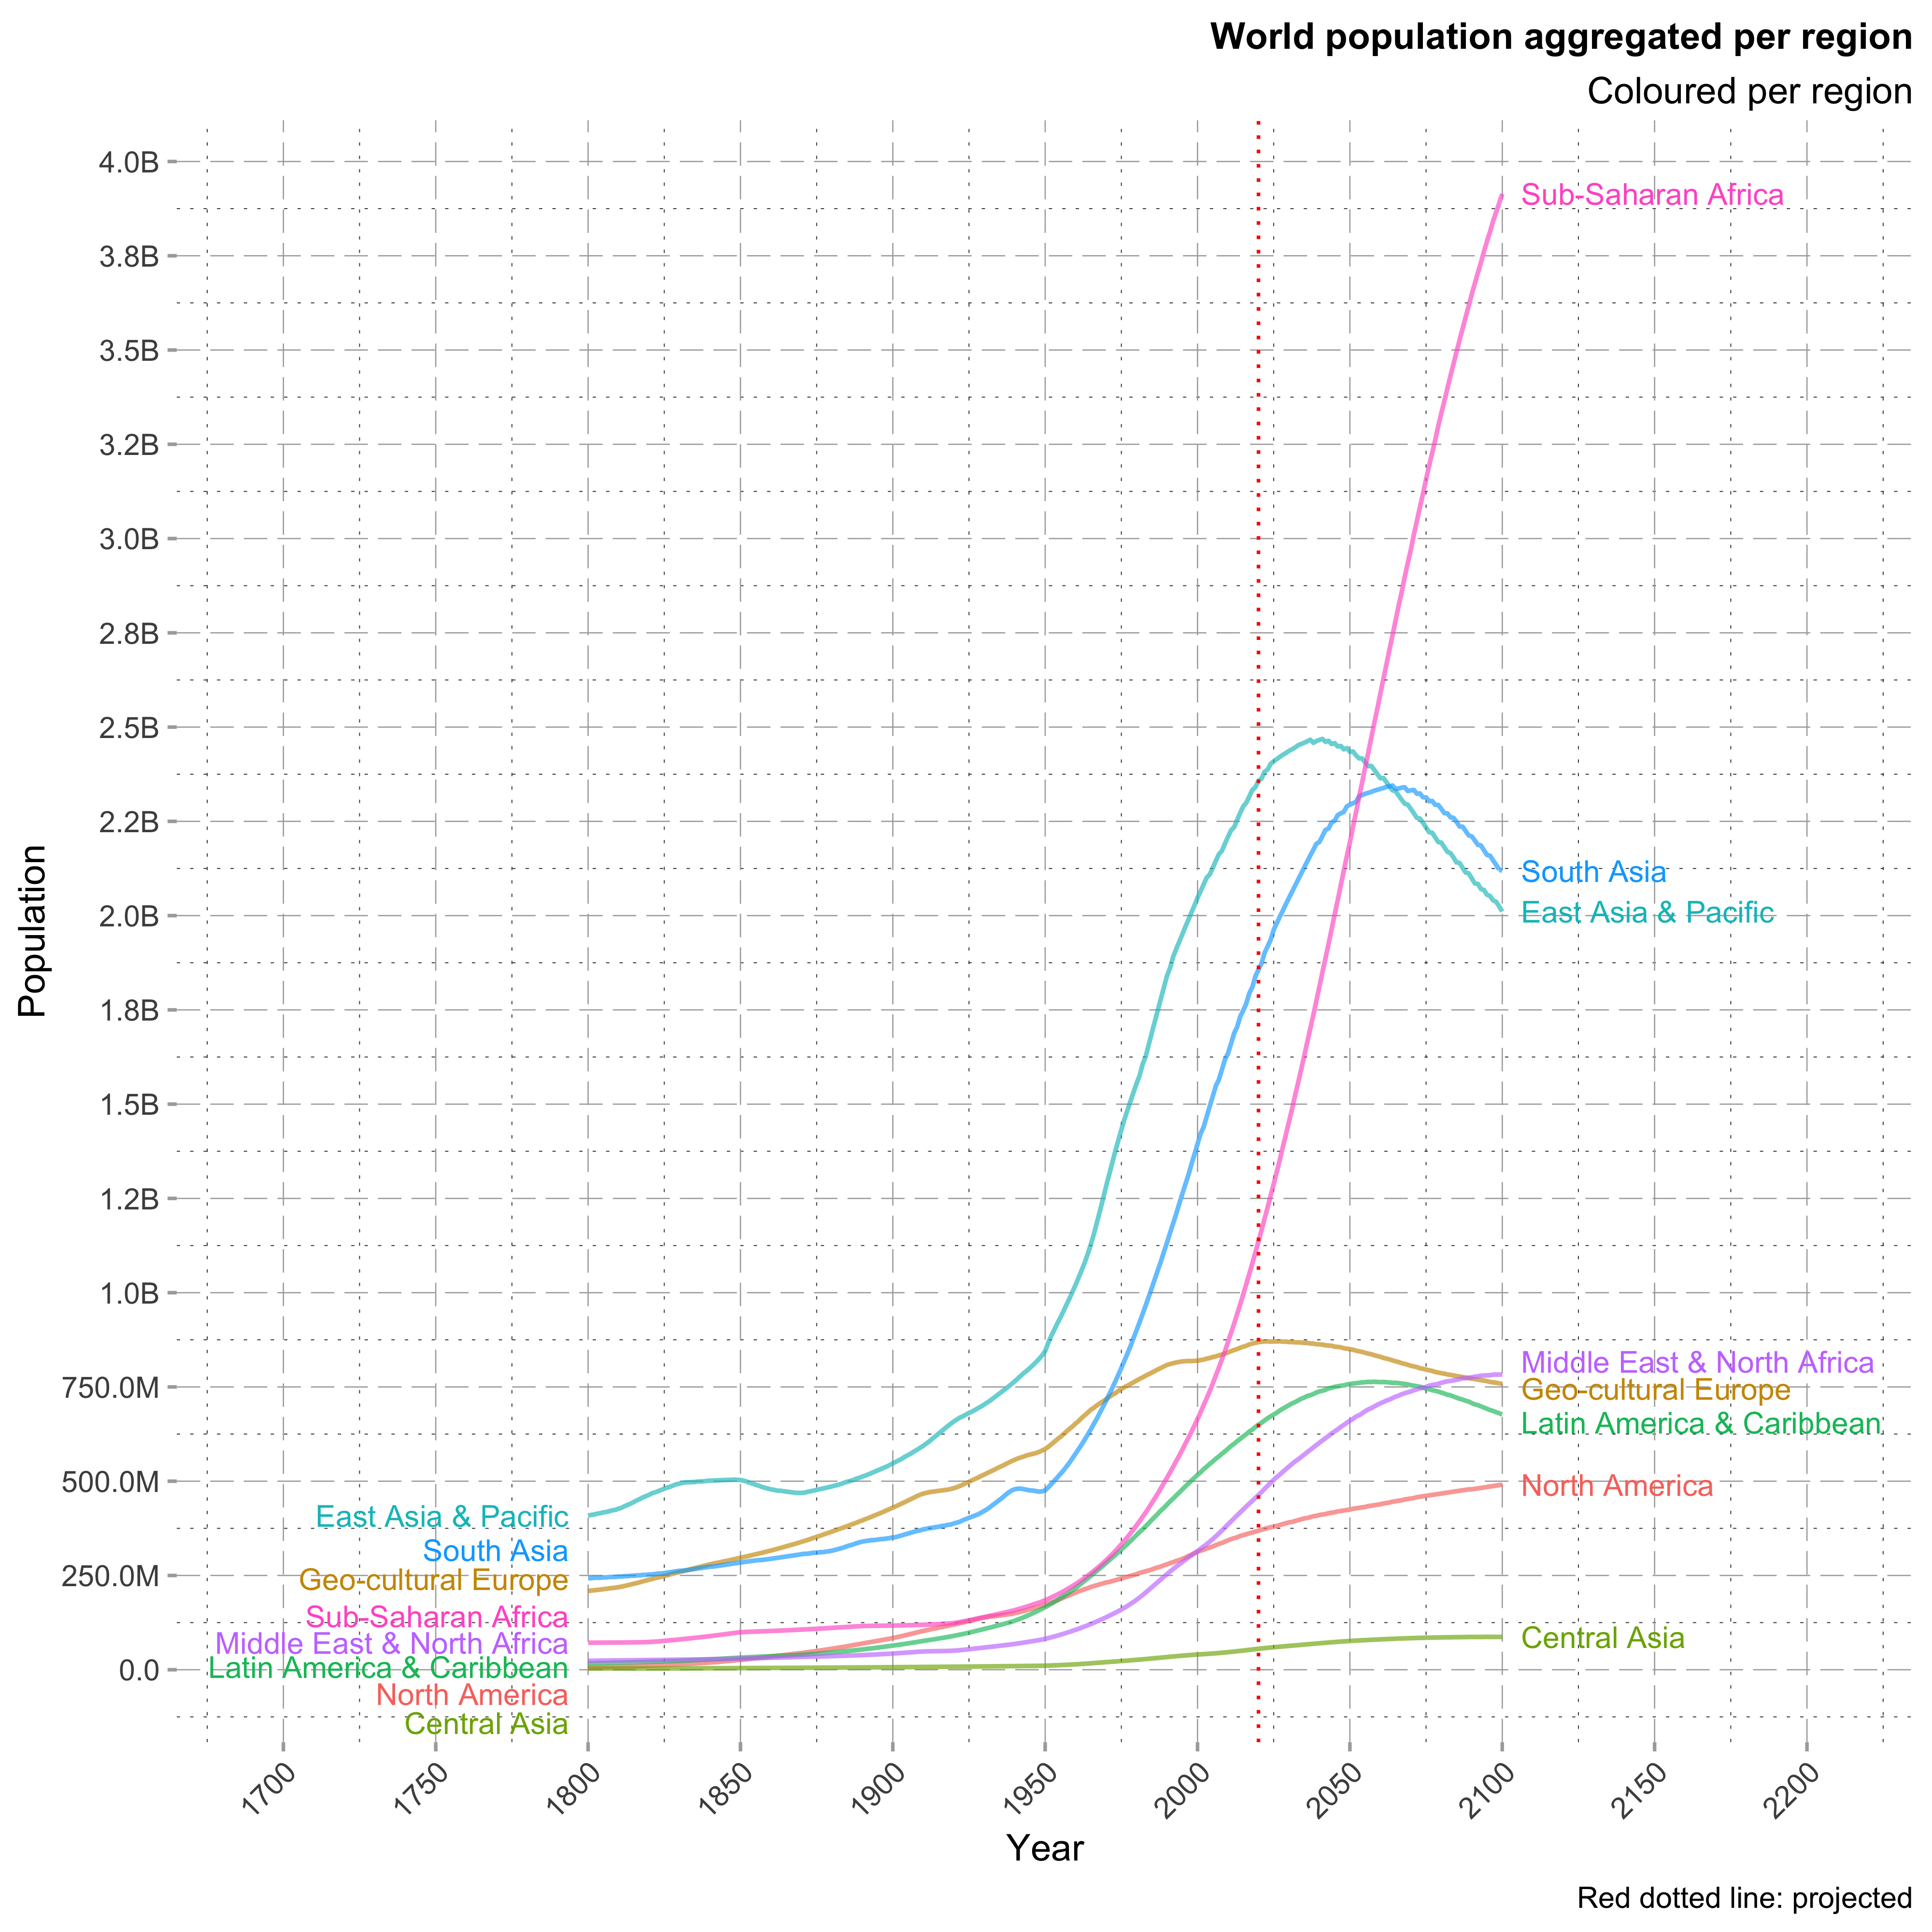 World population aggregated per region
Coloured per region
4.0B
3.8B
3.5B
3.2B
3.0B
2.8B
2.5B
2.2B
2.0B
1.8B
1.5B
1.2B
1.0B
750.0M
500.0M
250.0M
0.0
Population
Sub-Saharan Africa
South Asia
East Asia & Pacific
Middle East & North Africa
Geo-cultural Europe
Latin America & Caribbean
North America
Central Asia
East Asia & Pacific
South Asia
Geo-cultural Europe
Sub-Saharan Africa
Middle East & North Africa
Latin America & Caribbean
North America
Central Asia
1700 1750 1800 1850 1900 1950 2000 2050 2100 2150 2200
Year
Red dotted line: projected